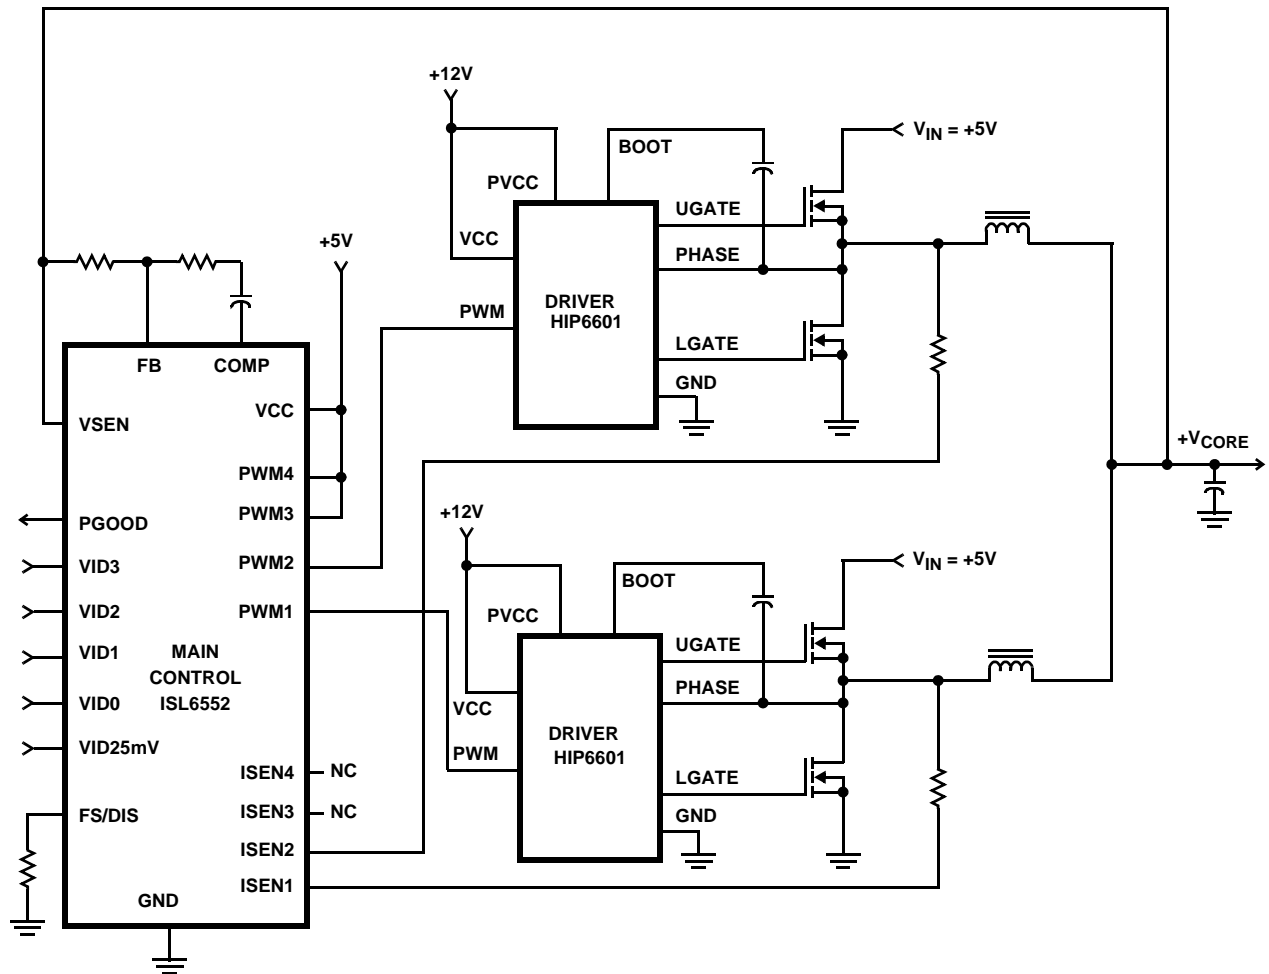 +12V
BOOT
V_IN = +5V
PVCC
UGATE
+5V
VCC
PHASE
PWM
DRIVER
HIP6601
LGATE
GND
FB
COMP
VSEN
VCC
PWM4
PWM3
PGOOD
VID3
PWM2
VID2
PWM1
VID1
MAIN
CONTROL
ISL6552
VID0
VID25mV
ISEN4
NC
ISEN3
NC
FS/DIS
ISEN2
ISEN1
GND
+V_CORE
+12V
BOOT
V_IN = +5V
PVCC
UGATE
PHASE
VCC
DRIVER
HIP6601
PWM
LGATE
GND